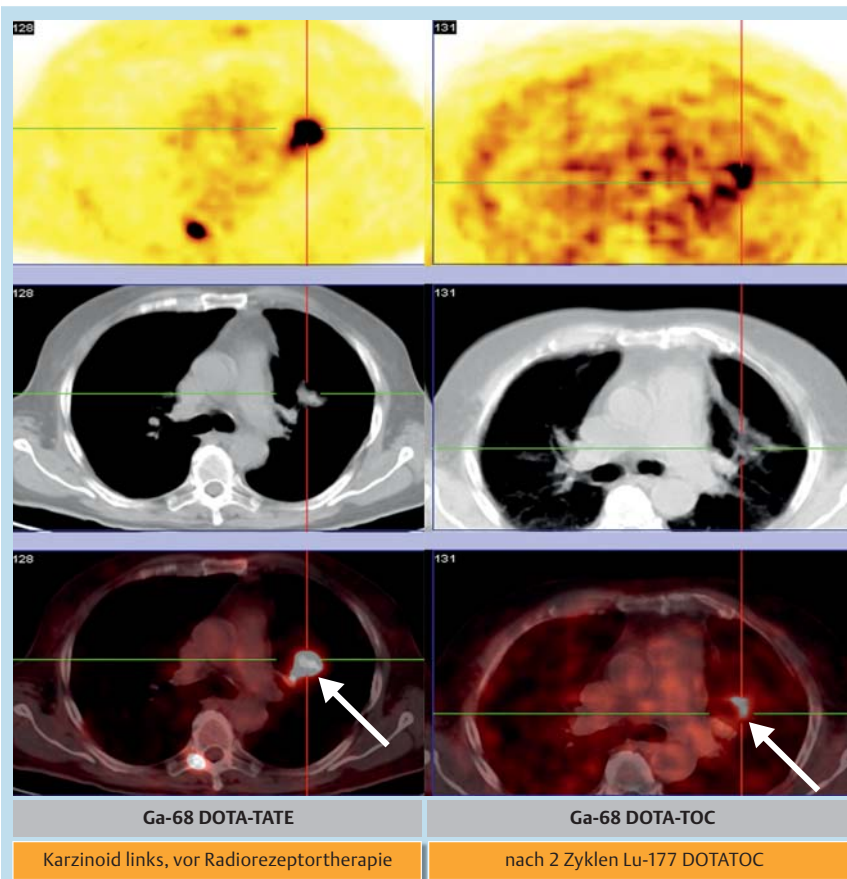 128
131
128
131
128
131
Ga-68 DOTA-TATE
Ga-68 DOTA-TOC
Karzinoid links, vor Radiorezeptortherapie
nach 2 Zyklen Lu-177 DOTATOC